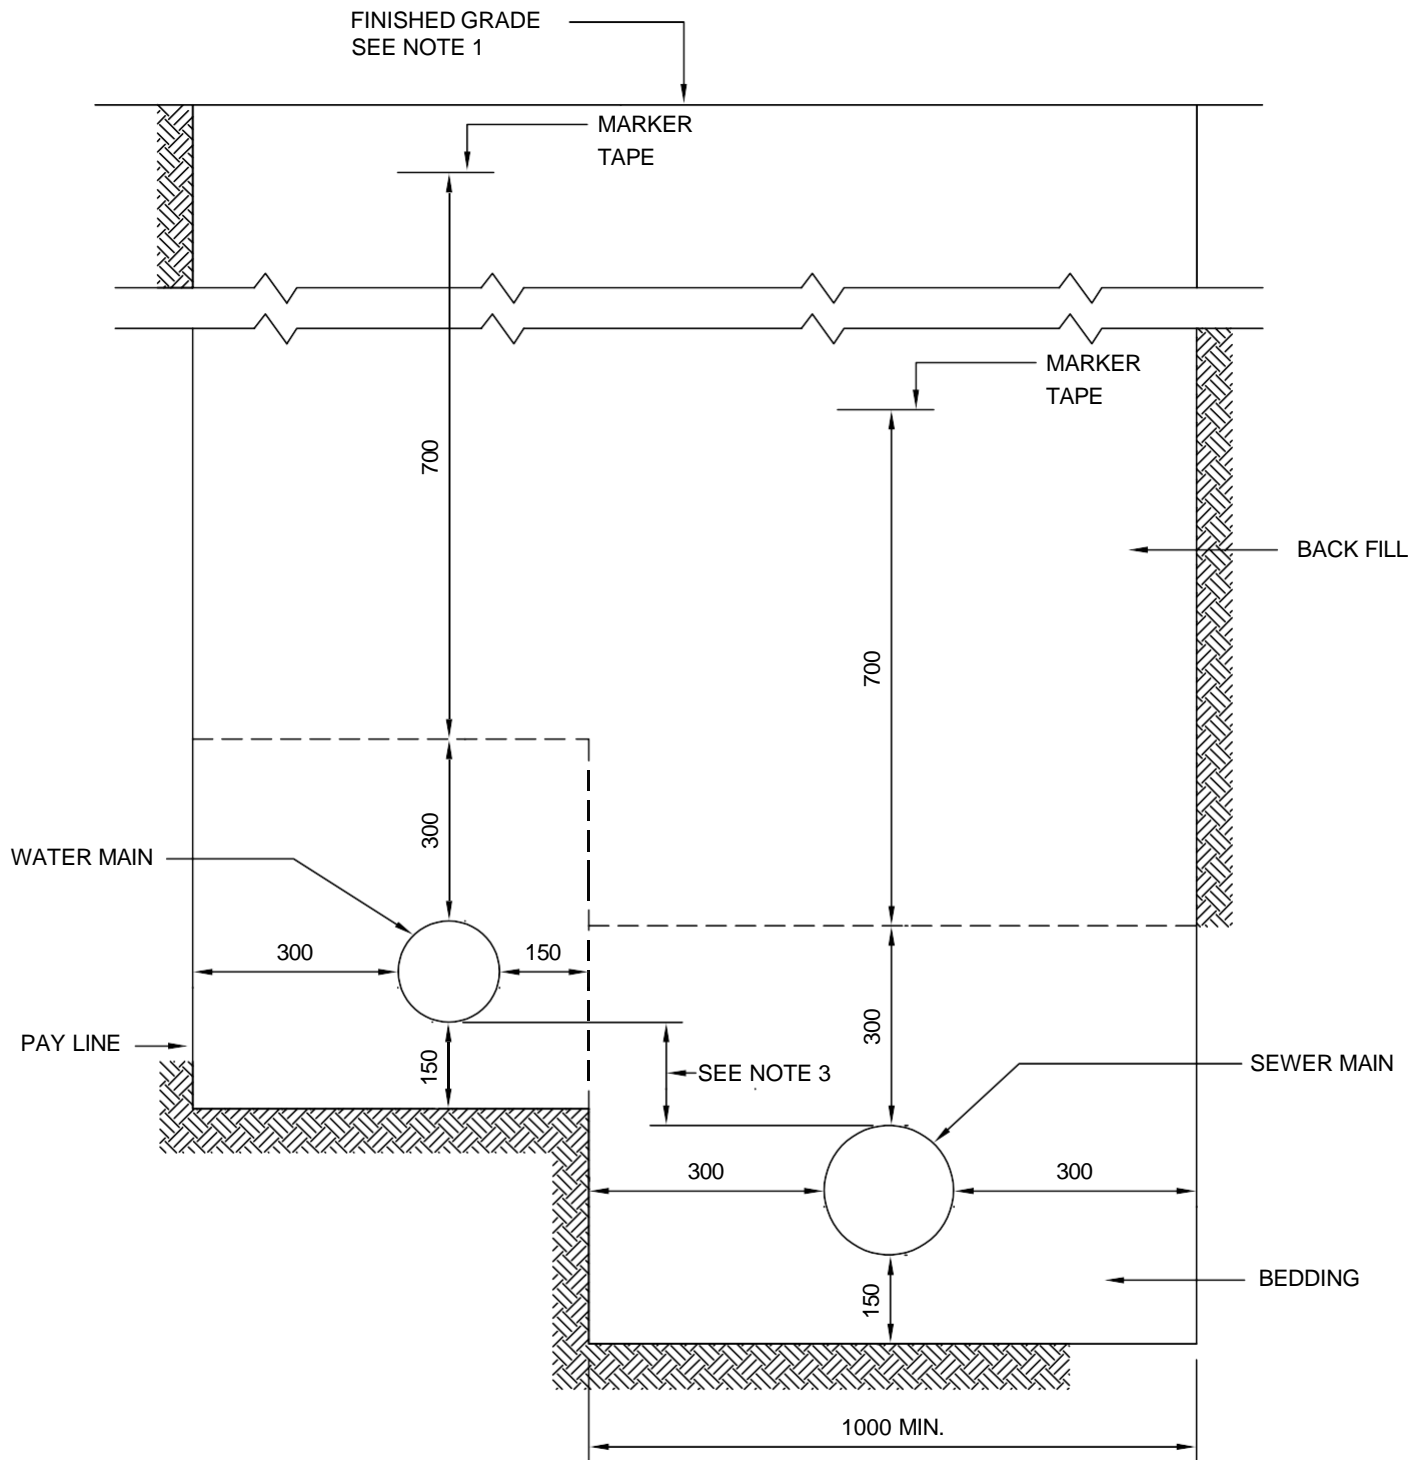 FINISHED GRADE
SEE NOTE 1
MARKER
TAPE
MARKER
TAPE
700
BACK FILL
700
300
WATER MAIN
300
150
300
PAY LINE
150
SEE NOTE 3
SEWER MAIN
300
300
150
BEDDING
1000 MIN.